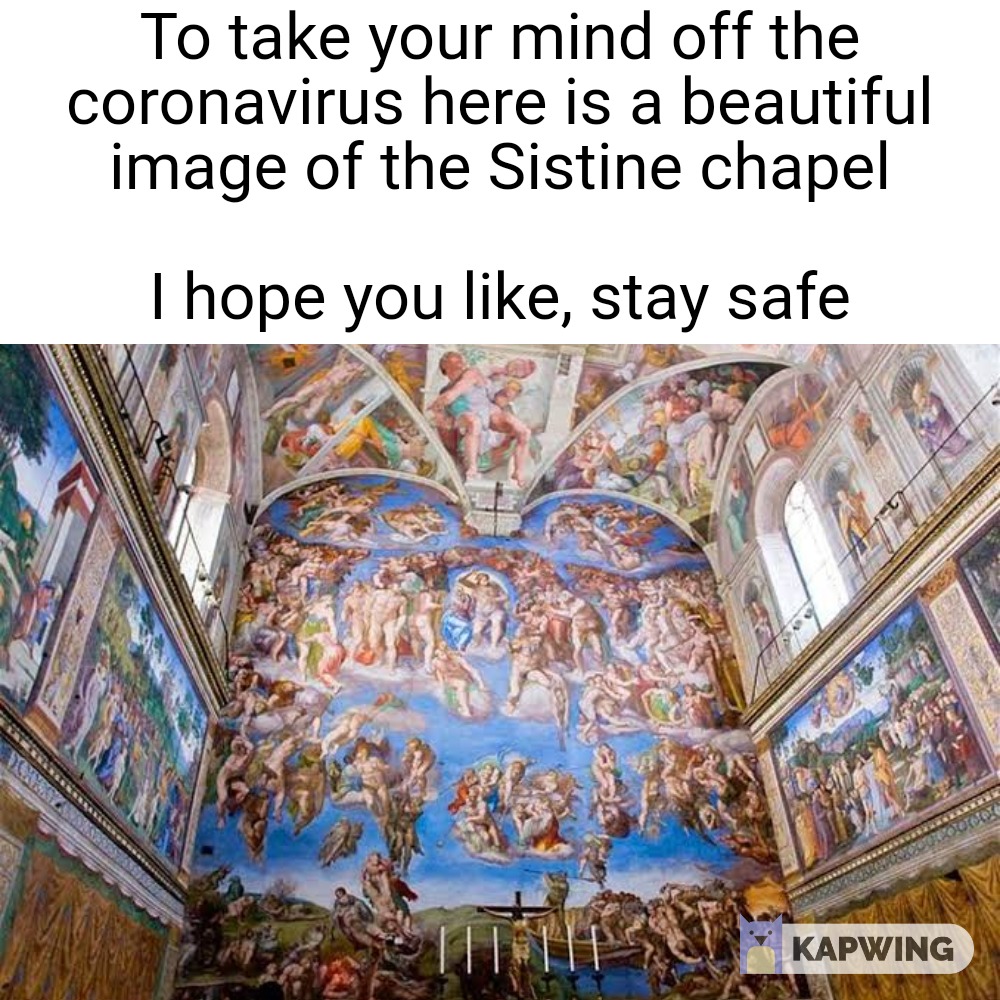 To take your mind off the
coronavirus here is a beautiful
image of the Sistine chapel
I hope you like, stay safe
KAPWING